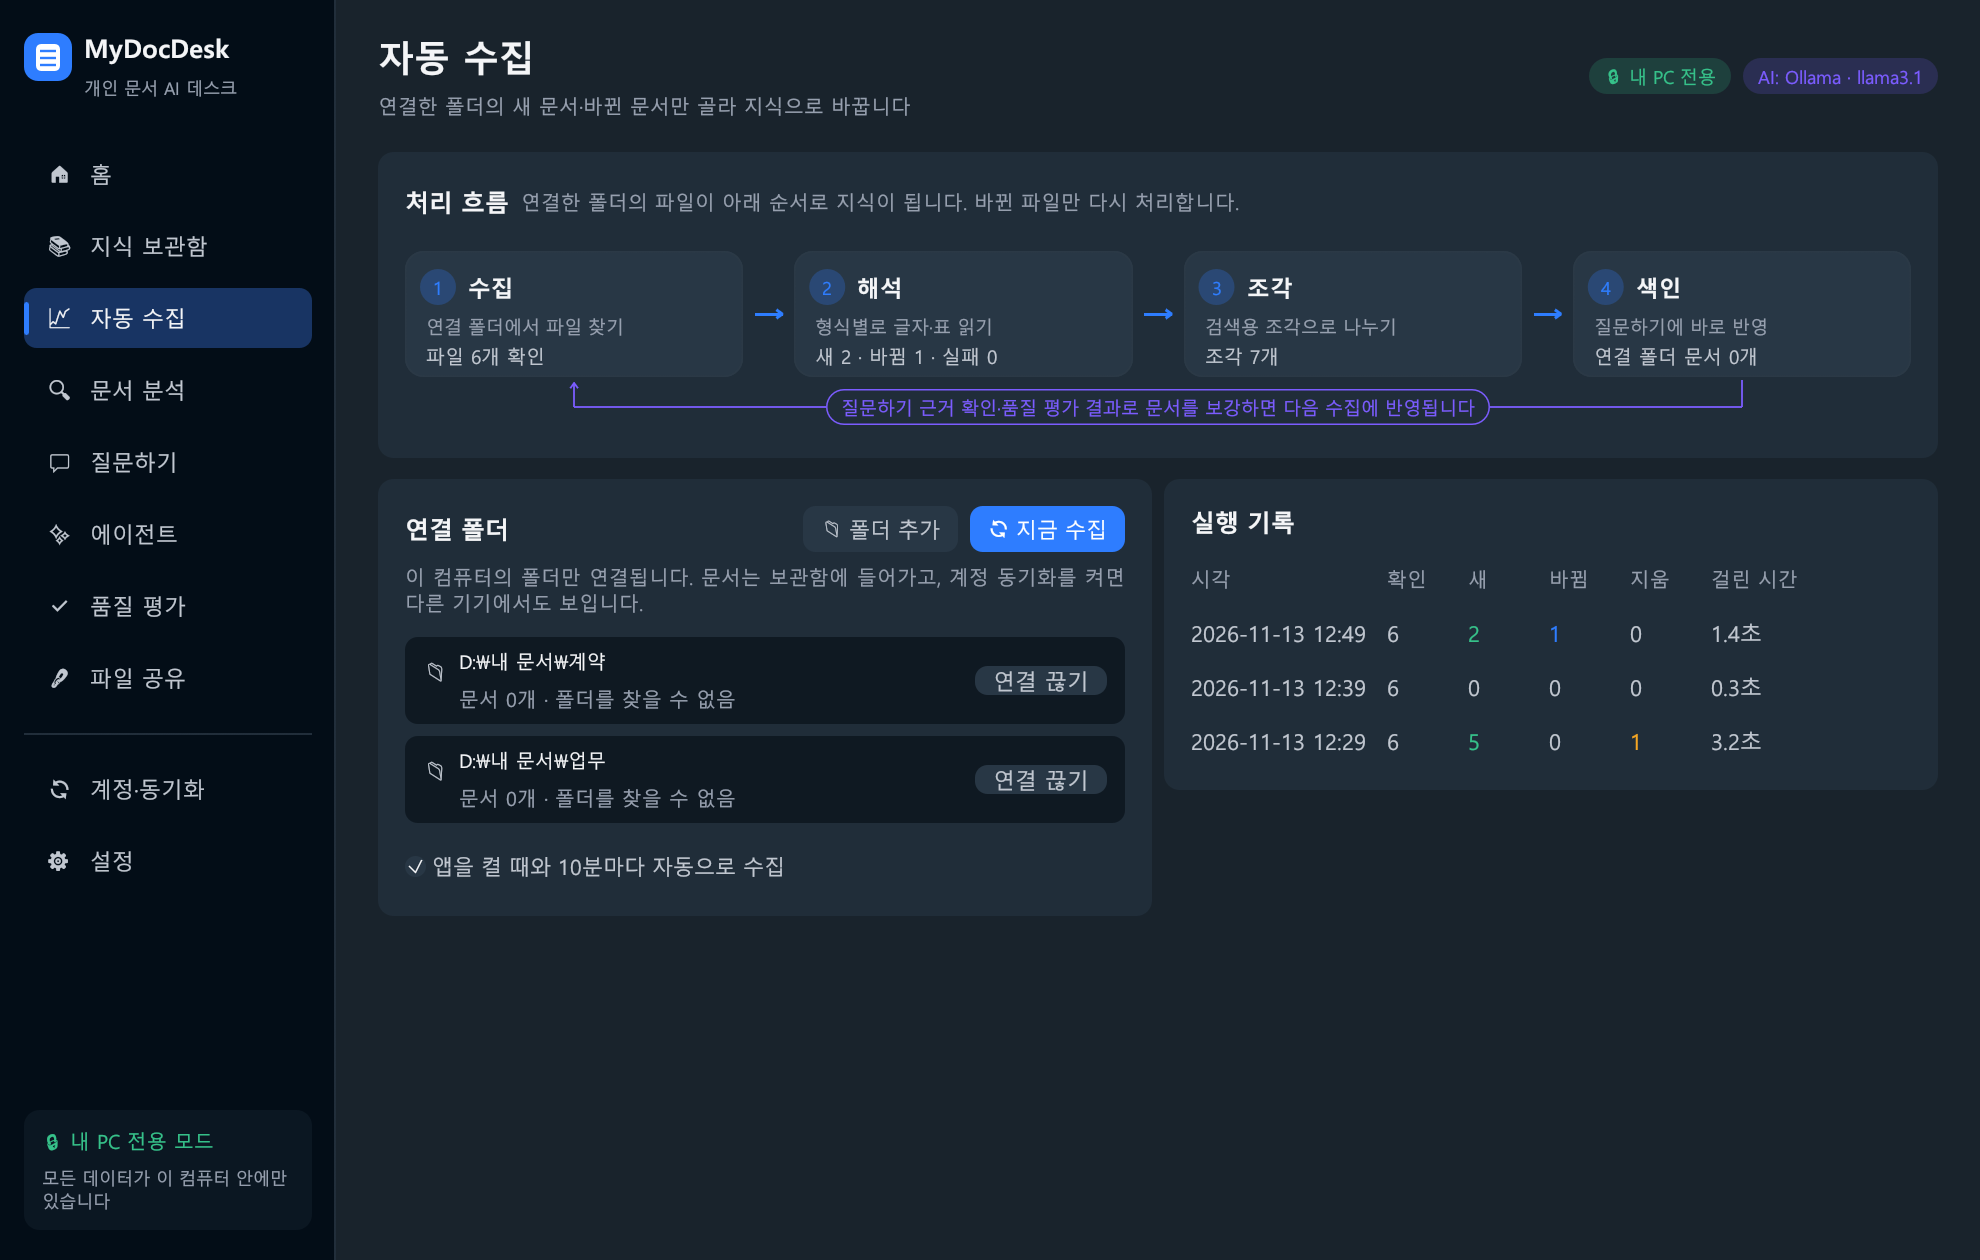 MyDocDesk
개인 문서 AI 데스크
홈
지식 보관함
자동 수집
문서 분석
질문하기
에이전트
품질 평가
파일 공유
계정·동기화
설정
내 PC 전용 모드
모든 데이터가 이 컴퓨터 안에만
있습니다
자동 수집
연결한 폴더의 새 문서·바뀐 문서만 골라 지식으로 바꿉니다
내 PC 전용
AI: Ollama · llama3.1
처리 흐름 연결한 폴더의 파일이 아래 순서로 지식이 됩니다. 바뀐 파일만 다시 처리합니다.
1 수집
연결 폴더에서 파일 찾기
파일 6개 확인
2 해석
형식별로 글자·표 읽기
새 2 · 바뀜 1 · 실패 0
3 조각
검색용 조각으로 나누기
조각 7개
4 색인
질문하기에 바로 반영
연결 폴더 문서 0개
질문하기 근거 확인·품질 평가 결과로 문서를 보강하면 다음 수집에 반영됩니다
연결 폴더
폴더 추가
지금 수집
이 컴퓨터의 폴더만 연결됩니다. 문서는 보관함에 들어가고, 계정 동기화를 켜면
다른 기기에서도 보입니다.
D:₩내 문서₩계약
문서 0개 · 폴더를 찾을 수 없음
연결 끊기
D:₩내 문서₩업무
문서 0개 · 폴더를 찾을 수 없음
연결 끊기
앱을 켤 때와 10분마다 자동으로 수집
실행 기록
시각 확인 새 바뀜 지움 걸린 시간
2026-11-13 12:49 6 2 1 0 1.4초
2026-11-13 12:39 6 0 0 0 0.3초
2026-11-13 12:29 6 5 0 1 3.2초